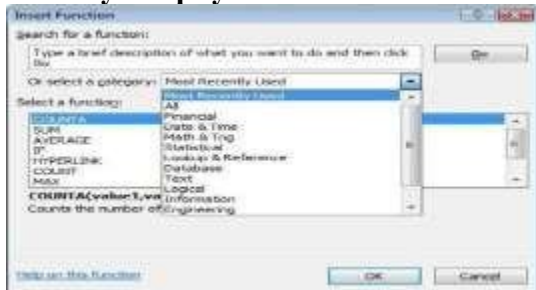 Insert Function
Search for a function:
Type a brief description of what you want to do and then click
Go
Go
Or select a category: Most Recently Used
Most Recently Used
All
Financial
Date & Time
Math & Trig
Statistical
Lookup & Reference
Database
Text
Logical
Information
Engineering
Select a function:
COUNTA
SUM
AVERAGE
IF
HYPERLINK
COUNT
MAX
COUNTA(value1,va
Counts the number of
Help on this function
OK
Cancel